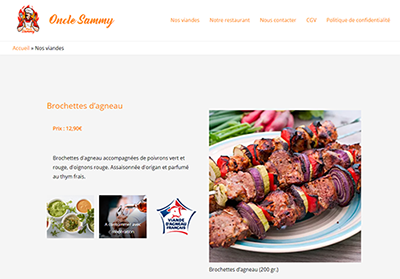 Oncle Sammy
Nos viandes
Notre restaurant
Nous contacter
CGV
Politique de confidentialité
Accueil » Nos viandes
Brochettes d'agneau
Prix : 12,90€
Brochettes d'agneau accompagnées de poivrons vert et
rouge, d'oignons rouge. Assaisonnée d'origan et parfumé
au thym frais.
A consommer avec
modération
VIANDE
D'AGNEAU
FRANÇAIS
Brochettes d'agneau (200 gr.)